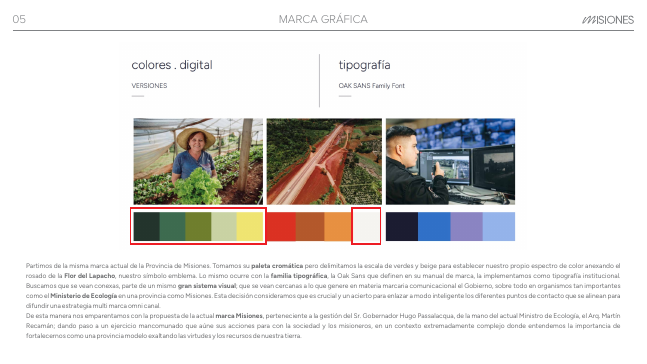 05
MARCA GRÁFICA
MISIONES
colores . digital
tipografía
VERSIONES
OAK SANS Family Font
Partimos de la misma marca actual de la Provincia de Misiones. Tomamos su paleta cromática pero delimitamos la escala de verdes y beige para establecer nuestro propio espectro de color anexando el
rosado de la Flor del Lapacho, nuestro símbolo emblema. Lo mismo ocurre con la familia tipográfica, la Oak Sans que definen en su manual de marca, la implementamos como tipografía institucional.
Buscamos que se vean conexas, parte de un mismo gran sistema visual; que se vean cercanas a lo que genere en materia marcaria comunicacional el Gobierno, sobre todo en organismos tan importantes
como el Ministerio de Ecología en una provincia como Misiones. Esta decisión consideramos que es crucial y un acierto para enlazar a modo inteligente los diferentes puntos de contacto que se alinean para
difundir una estrategia multi marca omni canal.
De esta manera nos emparentamos con la propuesta de la actual marca Misiones, perteneciente a la gestión del Sr. Gobernador Hugo Passalacqua, de la mano del actual Ministro de Ecología, el Arq. Martín
Recamán; dando paso a un ejercicio mancomunado que aúne sus acciones para con la sociedad y los misioneros, en un contexto extremadamente complejo donde entendemos la importancia de
fortalecernos como una provincia modelo exaltando las virtudes y los recursos de nuestra tierra.